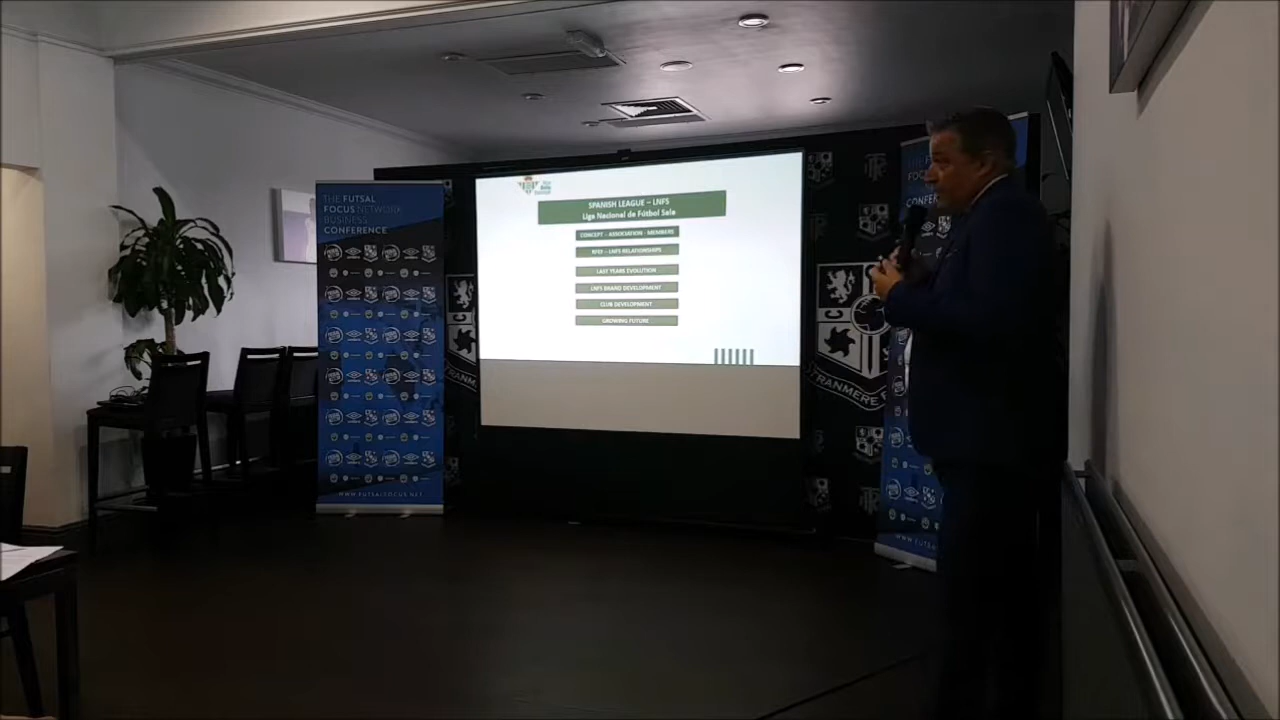 THE FUTSAL
FOCUS NETWORK
BUSINESS
CONFERENCE
WWW.FUTSALFOCUS.NET
SPANISH LEAGUE – LNFS
Liga Nacional de Fútbol Sala
CONCEPT - ASSOCIATION - MEMBERS
RFEF – LNFS RELATIONSHIPS
LAST YEARS EVOLUTION
LNFS BRAND DEVELOPMENT
CLUB DEVELOPMENT
GROWING FUTURE
TRANMERE